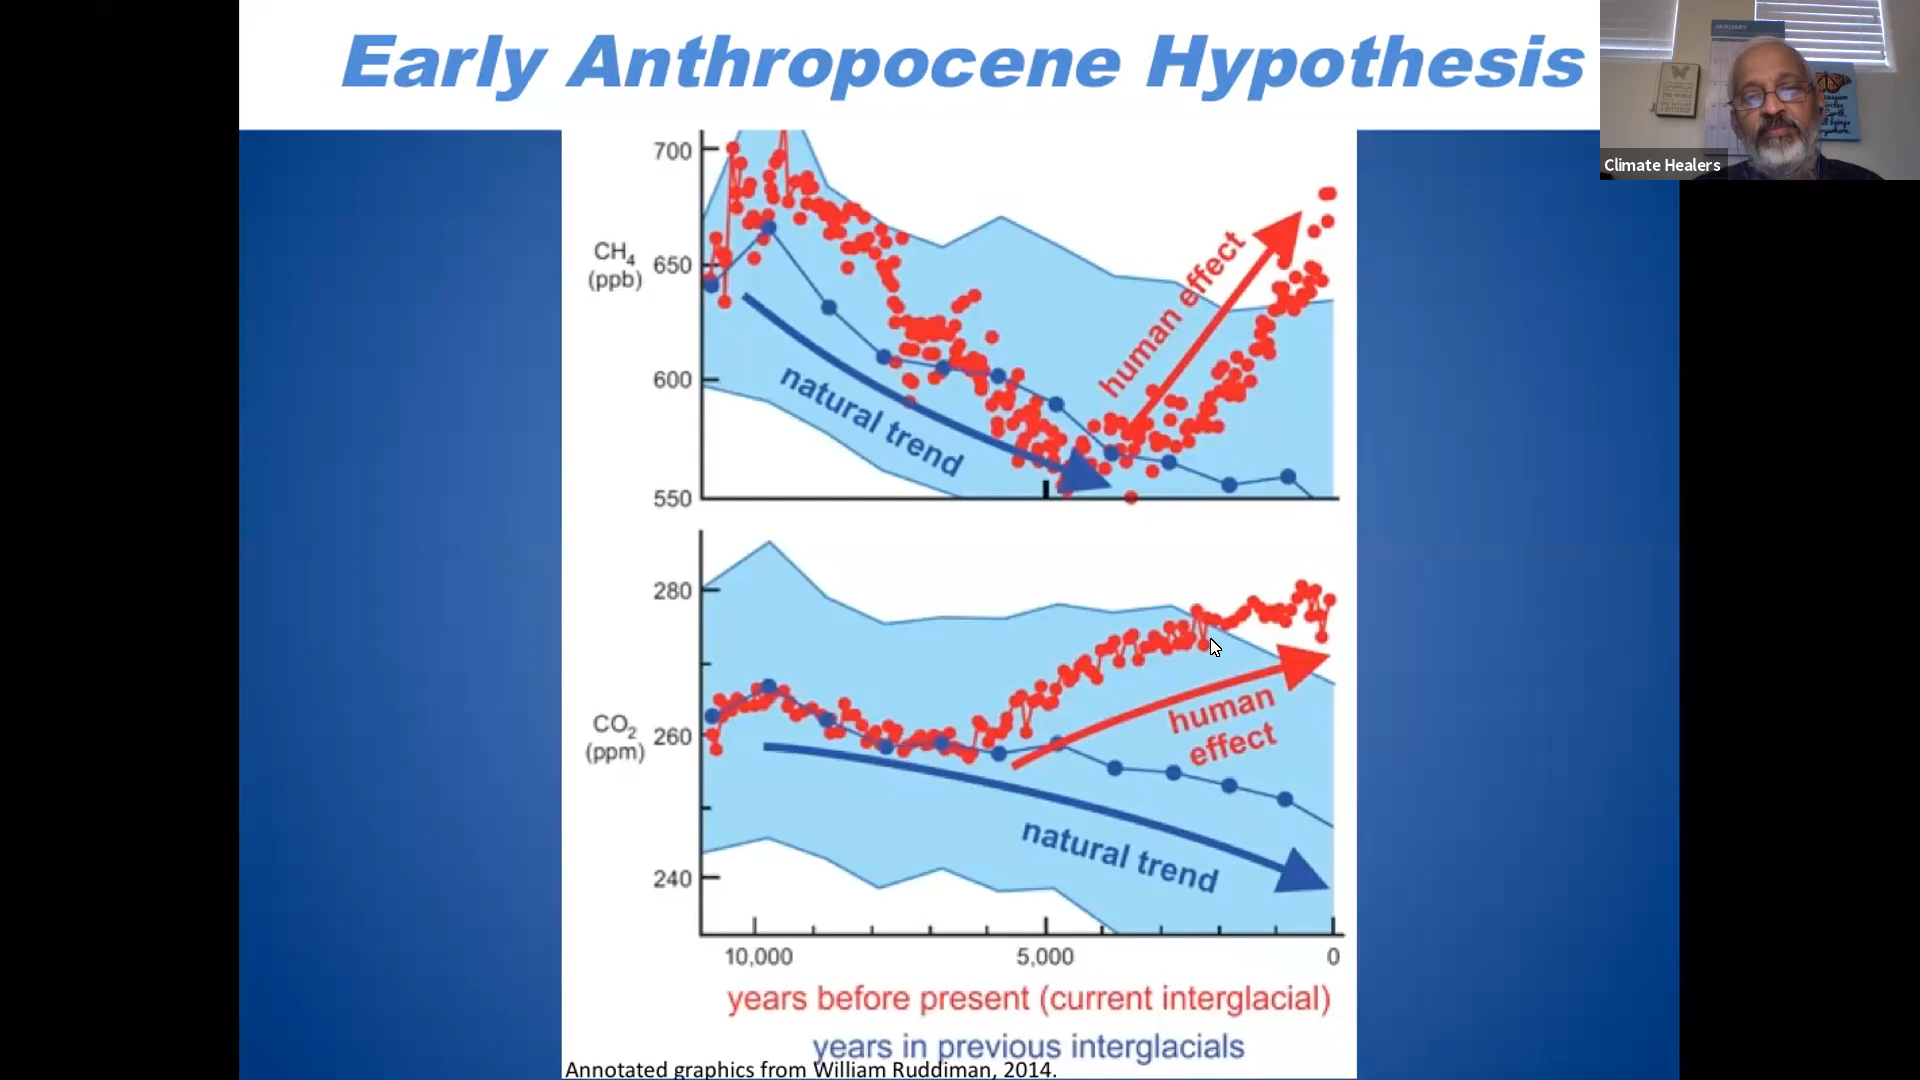 Early Anthropocene Hypothesis
JANUARY
Climate Healers
700
CH4
(ppb)
650
600
550
human effect
natural trend
280
CO2
(ppm)
260
240
human
effect
natural trend
10,000
5,000
0
years before present (current interglacial)
years in previous interglacials
Annotated graphics from William Ruddiman, 2014.